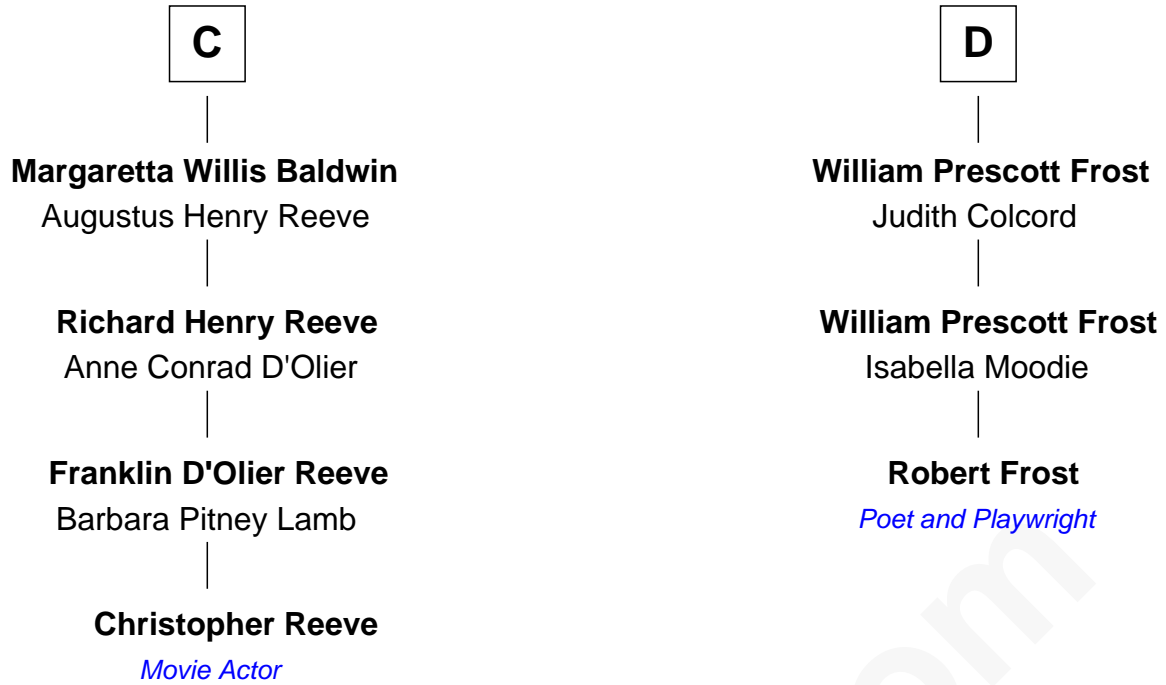 C
Margaretta Willis Baldwin
Augustus Henry Reeve
Richard Henry Reeve
Anne Conrad D'Olier
Franklin D'Olier Reeve
Barbara Pitney Lamb
Christopher Reeve
Movie Actor
D
William Prescott Frost
Judith Colcord
William Prescott Frost
Isabella Moodie
Robert Frost
Poet and Playwright
om